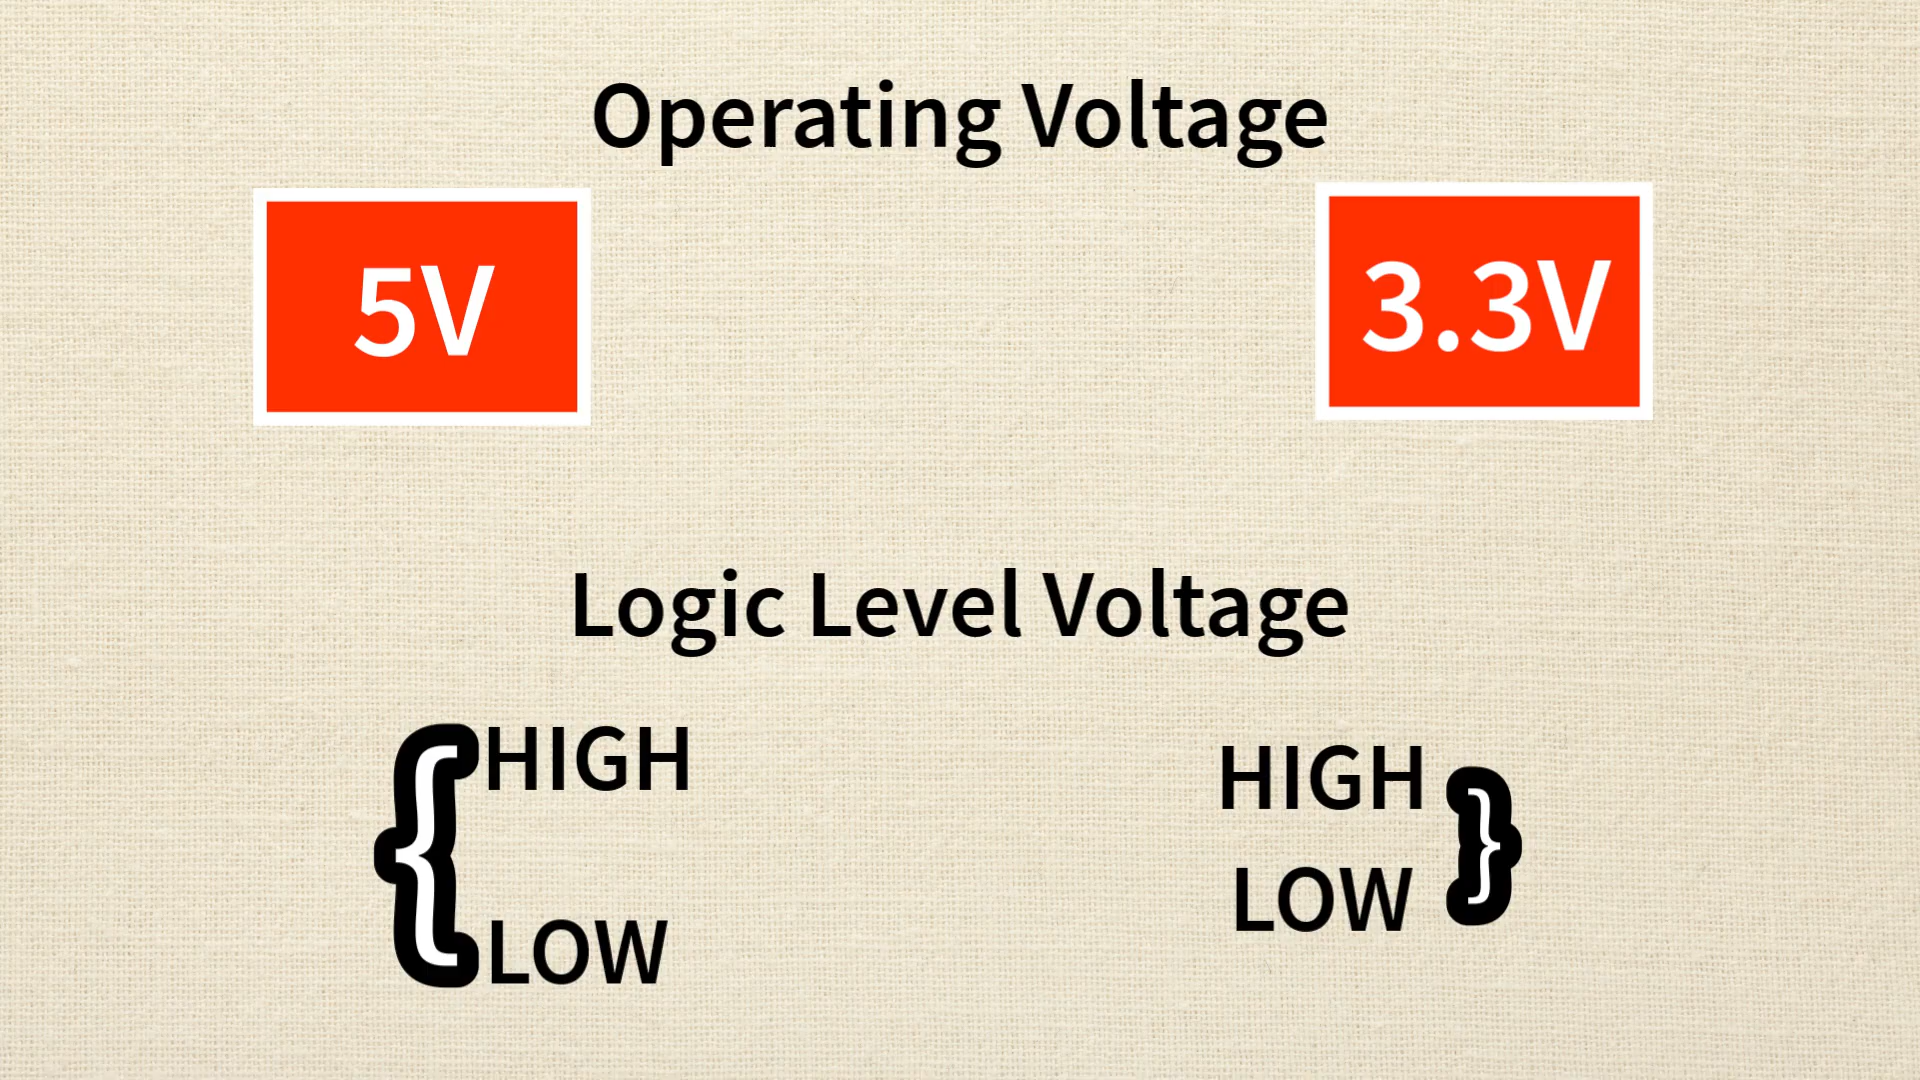 Operating Voltage
5V
3.3V
Logic Level Voltage
{HIGH
LOW
HIGH}
LOW